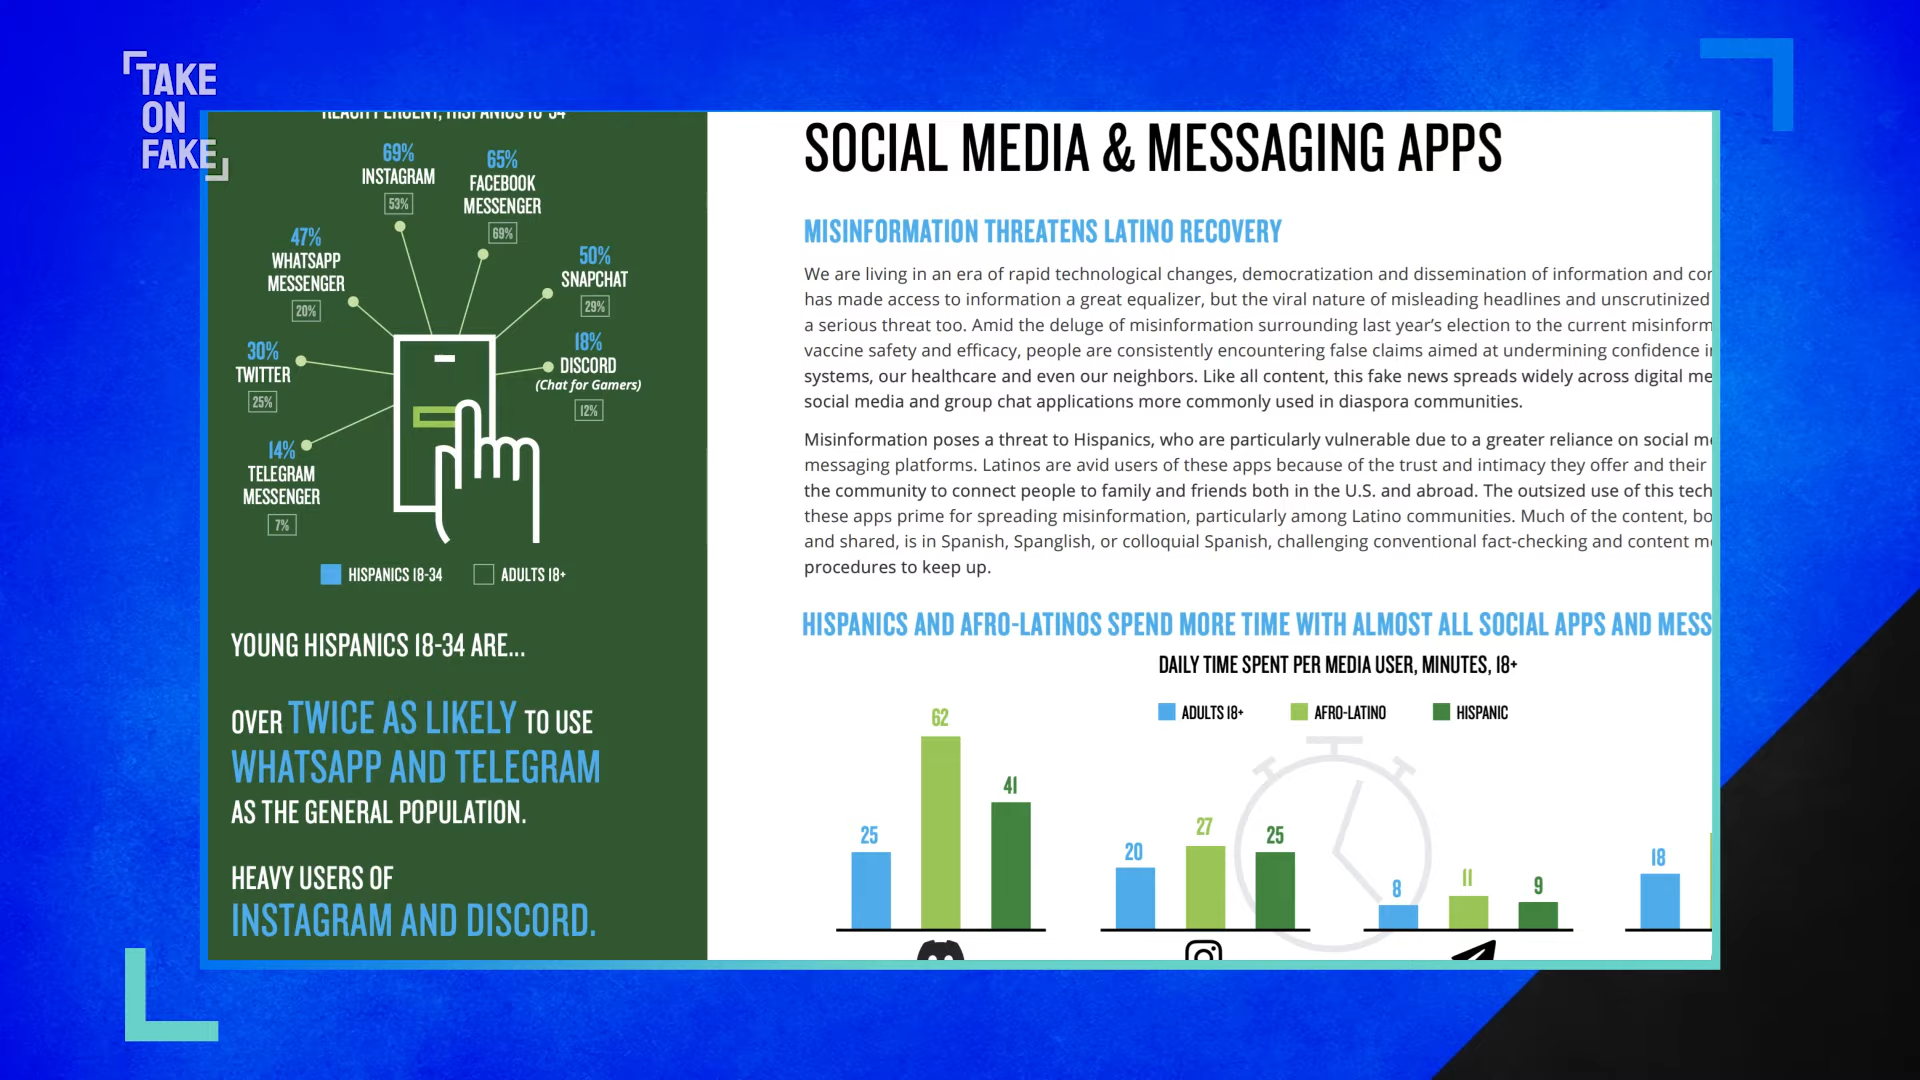 TAKE
ON
FAKE
REACH PERCENT, HISPANICS 18-34
69%
INSTAGRAM
53%
65%
FACEBOOK
MESSENGER
69%
47%
WHATSAPP
MESSENGER
20%
50%
SNAPCHAT
29%
30%
TWITTER
25%
18%
DISCORD
(Chat for Gamers)
12%
14%
TELEGRAM
MESSENGER
7%
HISPANICS 18-34
ADULTS 18+
YOUNG HISPANICS 18-34 ARE...
OVER TWICE AS LIKELY TO USE
WHATSAPP AND TELEGRAM
AS THE GENERAL POPULATION.
HEAVY USERS OF
INSTAGRAM AND DISCORD.
SOCIAL MEDIA & MESSAGING APPS
MISINFORMATION THREATENS LATINO RECOVERY
We are living in an era of rapid technological changes, democratization and dissemination of information and
has made access to information a great equalizer, but the viral nature of misleading headlines and unscrutinized
a serious threat too. Amid the deluge of misinformation surrounding last year's election to the current
vaccine safety and efficacy, people are consistently encountering false claims aimed at undermining confidence
systems, our healthcare and even our neighbors. Like all content, this fake news spreads widely across digital
social media and group chat applications more commonly used in diaspora communities.
Misinformation poses a threat to Hispanics, who are particularly vulnerable due to a greater reliance on social
messaging platforms. Latinos are avid users of these apps because of the trust and intimacy they offer and their
the community to connect people to family and friends both in the U.S. and abroad. The outsized use of this
these apps prime for spreading misinformation, particularly among Latino communities. Much of the content,
and shared, is in Spanish, Spanglish, or colloquial Spanish, challenging conventional fact-checking and content
procedures to keep up.
HISPANICS AND AFRO-LATINOS SPEND MORE TIME WITH ALMOST ALL SOCIAL APPS AND
DAILY TIME SPENT PER MEDIA USER, MINUTES, 18+
ADULTS 18+
AFRO-LATINO
HISPANIC
25
62
41
20
27
25
8
11
9
18